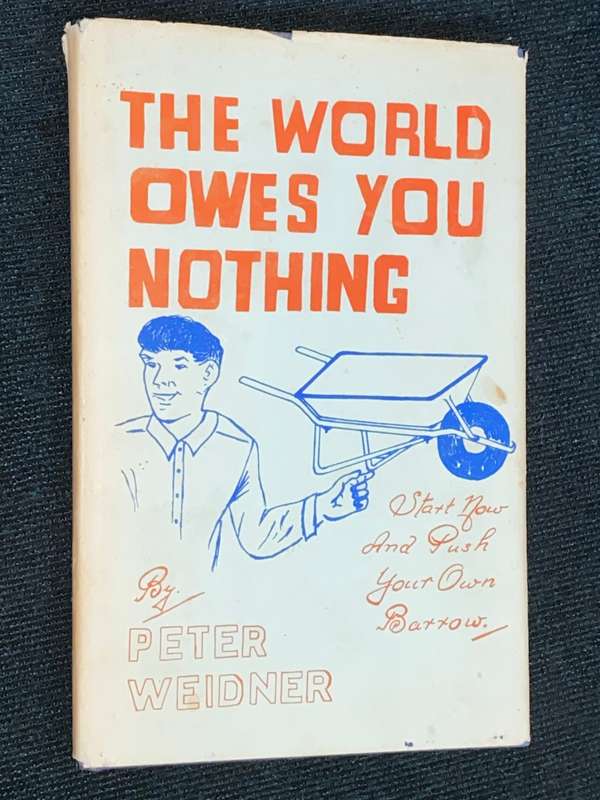 THE WORLD
OWES YOU
NOTHING
Start Now
And Push
Your Own
Barrow.
By.
PETER
WEIDNER